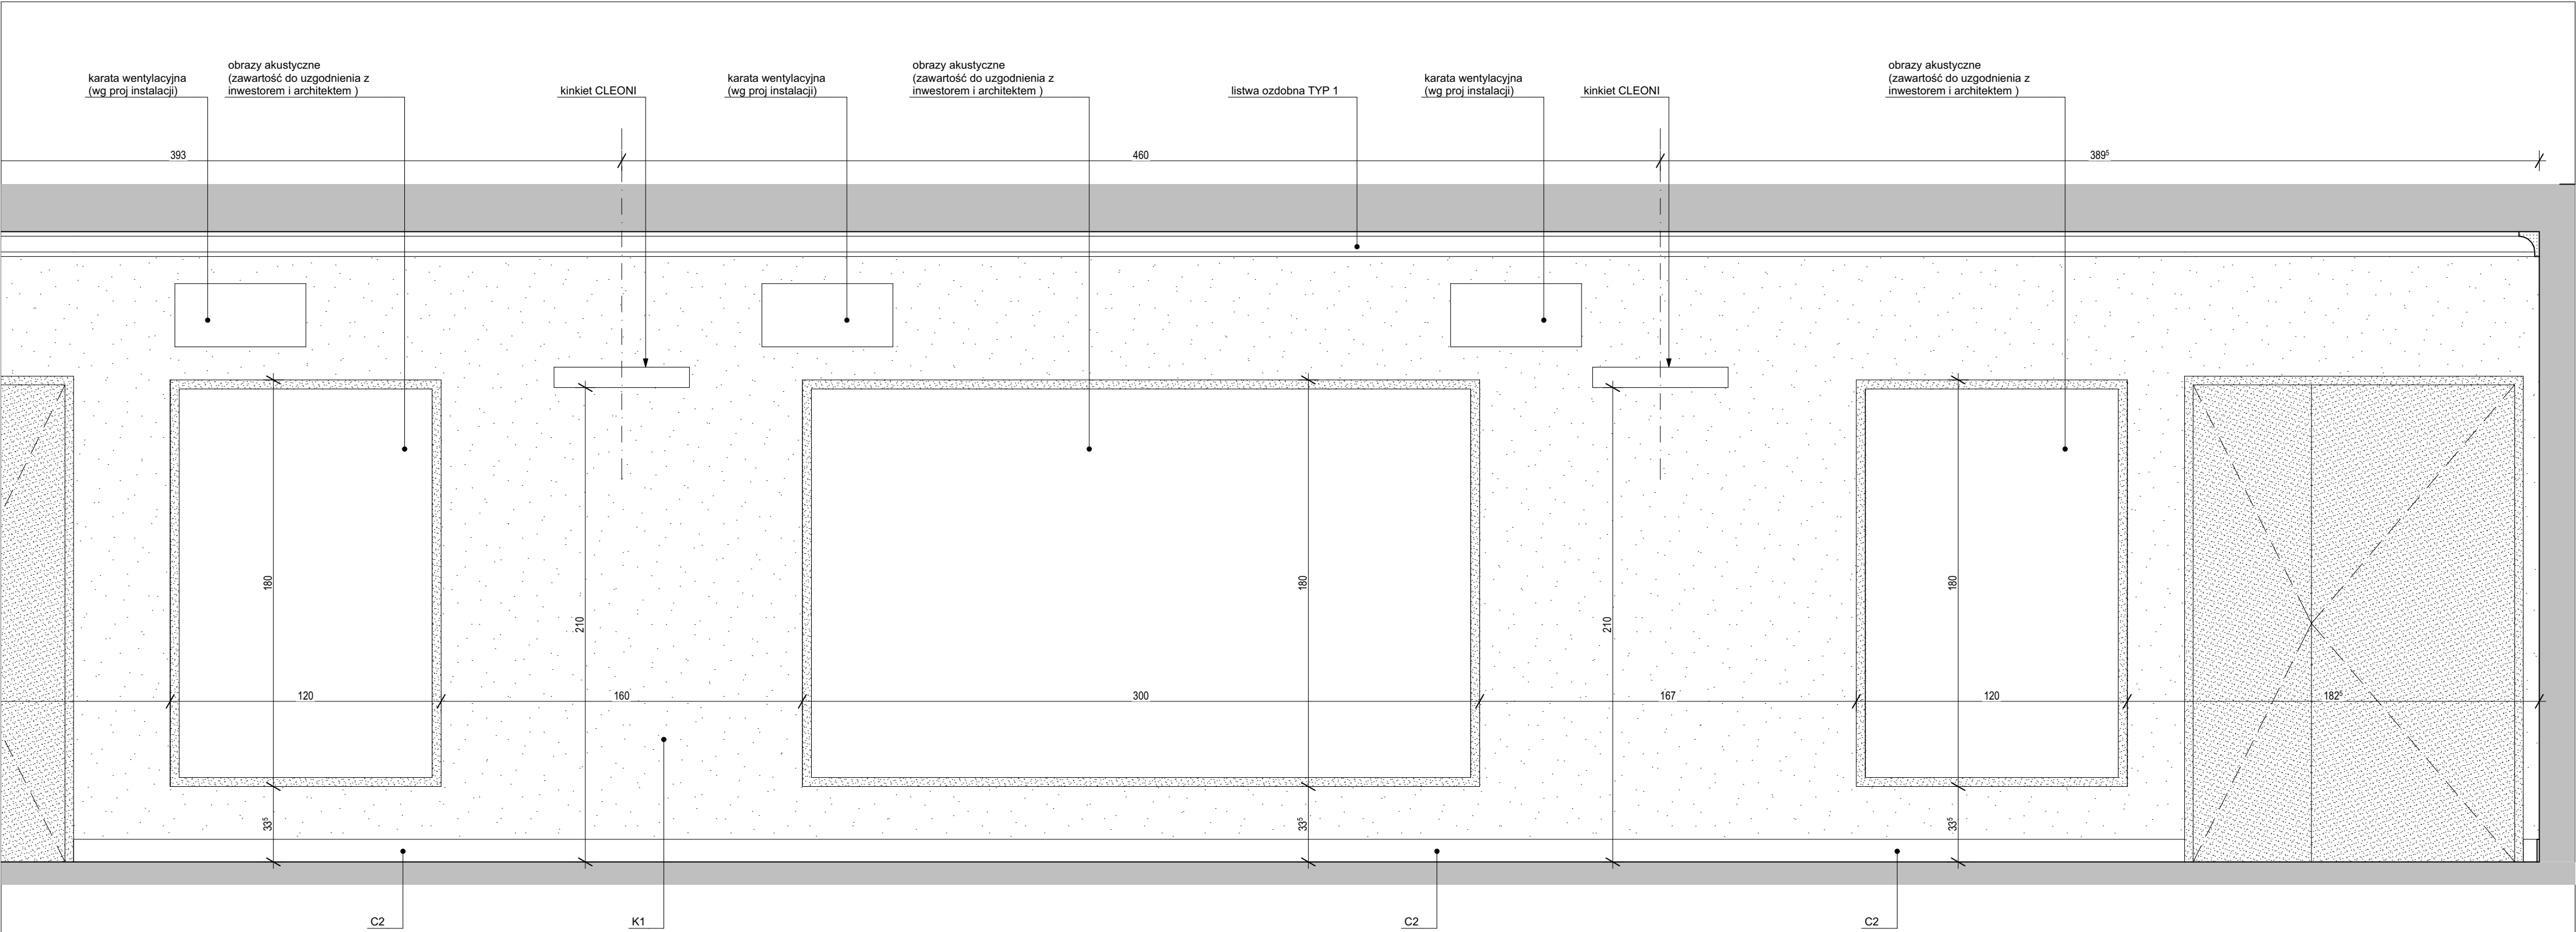 karata wentylacyjna
(wg proj instalacji)
obrazy akustyczne
(zawartość do uzgodnienia z
inwestorem i architektem )
kinkiet CLEONI
karata wentylacyjna
(wg proj instalacji)
obrazy akustyczne
(zawartość do uzgodnienia z
inwestorem i architektem )
listwa ozdobna TYP 1
karata wentylacyjna
(wg proj instalacji)
kinkiet CLEONI
obrazy akustyczne
(zawartość do uzgodnienia z
inwestorem i architektem )
393
460
389⁵
180
210
180
210
180
120
160
300
167
120
182⁵
33⁵
33⁵
33⁵
C2
K1
C2
C2